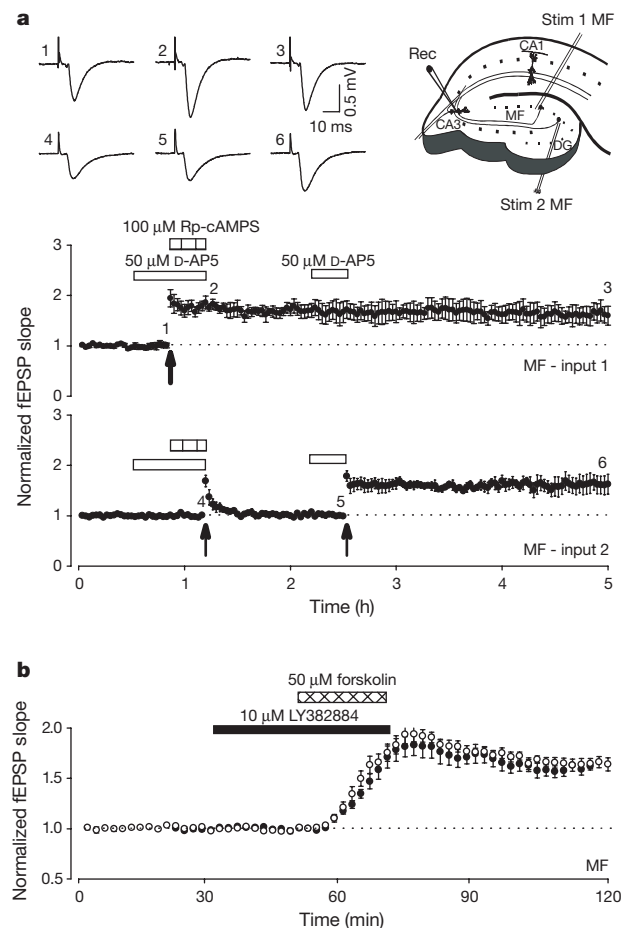 a
1
2
3
0.5 mV
10 ms
4
5
6
Stim 1 MF
CA1
Rec
CA3
MF
DG
Stim 2 MF
100 μM Rp-cAMPS
50 μM D-AP5
50 μM D-AP5
Normalized fEPSP slope
3
2
1
0
1
2
3
MF - input 1
3
2
1
0
4
5
6
MF - input 2
0
1
2
3
4
5
Time (h)
b
50 μM forskolin
10 μM LY382884
Normalized fEPSP slope
2.0
1.5
1.0
0.5
MF
0
30
60
90
120
Time (min)